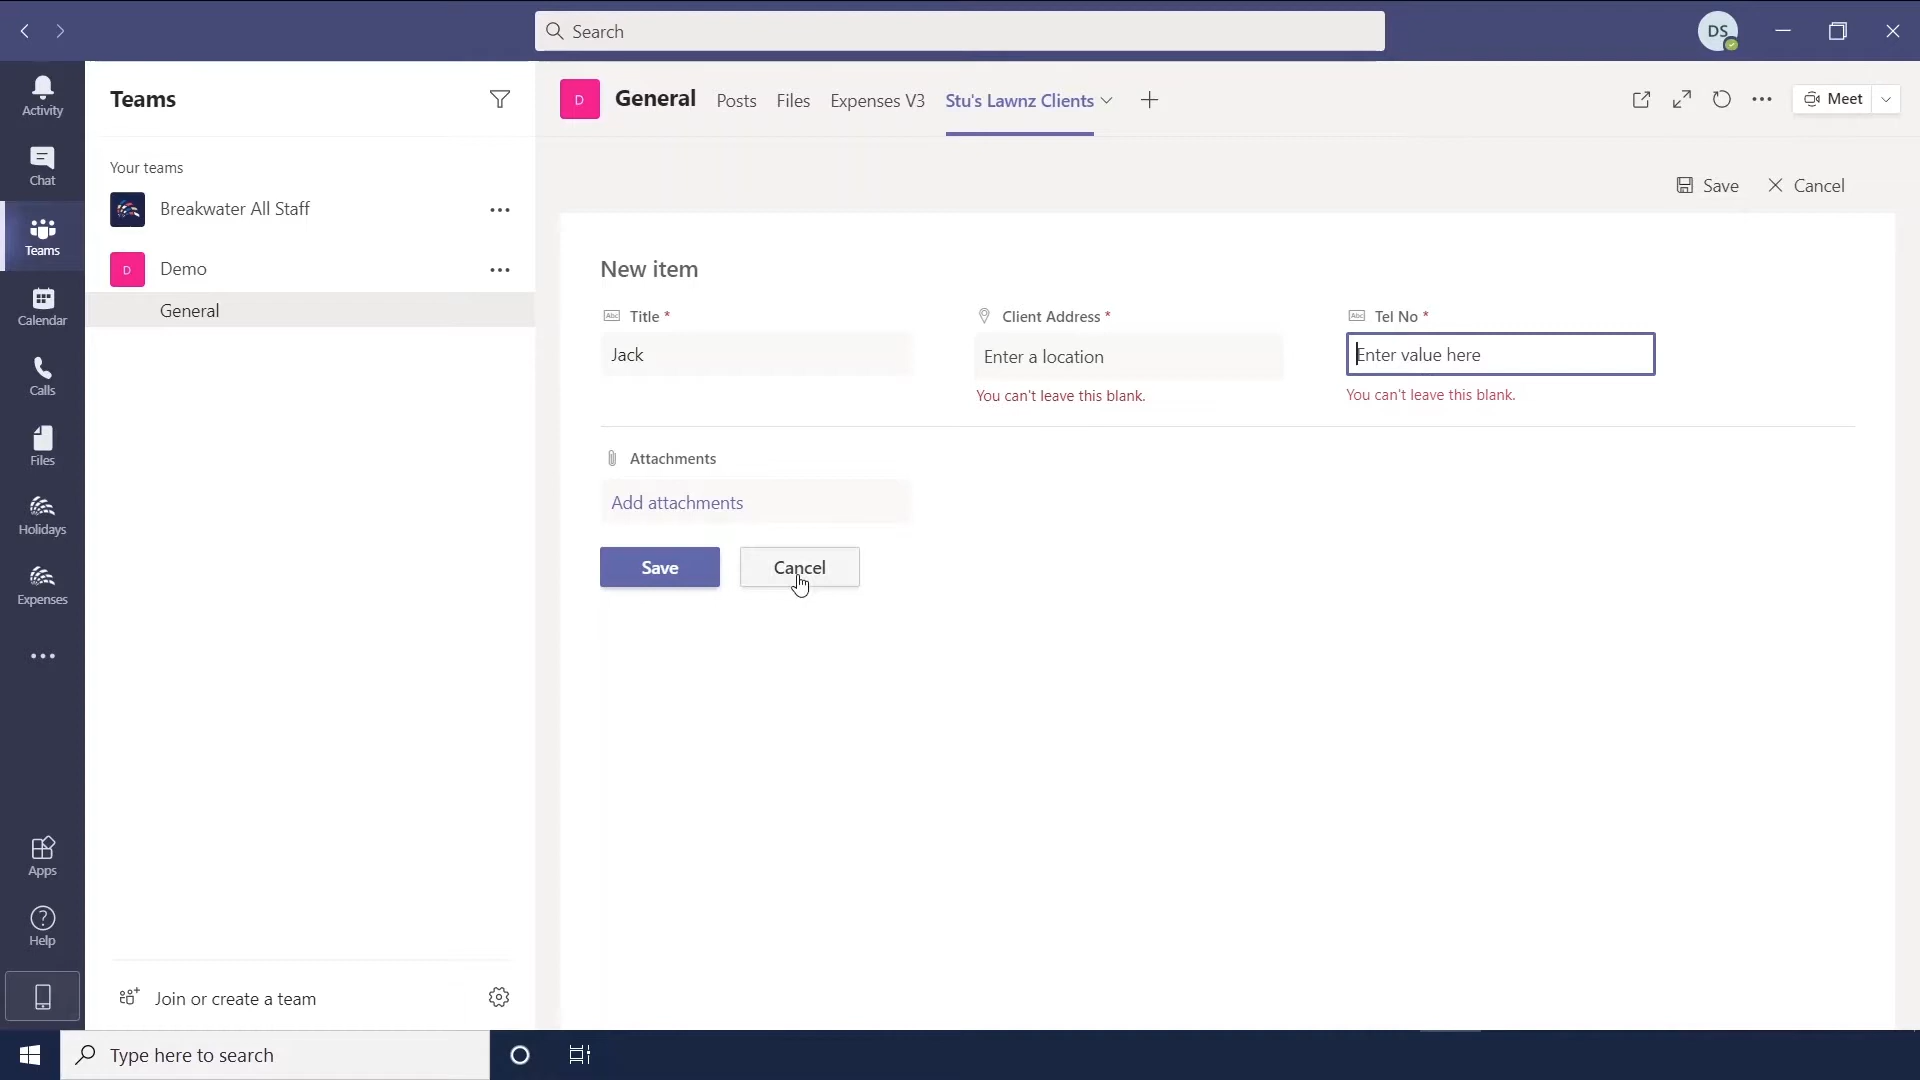 Search
DS
Activity
Chat
Teams
Calendar
Calls
Files
Holidays
Expenses
Apps
Help
Teams
Your teams
Breakwater All Staff
D Demo
General
Join or create a team
D General Posts Files Expenses V3 Stu's Lawnz Clients
Meet
Save Cancel
New item
Abc Title * Client Address * Abc Tel No *
Jack Enter a location Enter value here
You can't leave this blank. You can't leave this blank.
Attachments
Add attachments
Save Cancel
Type here to search